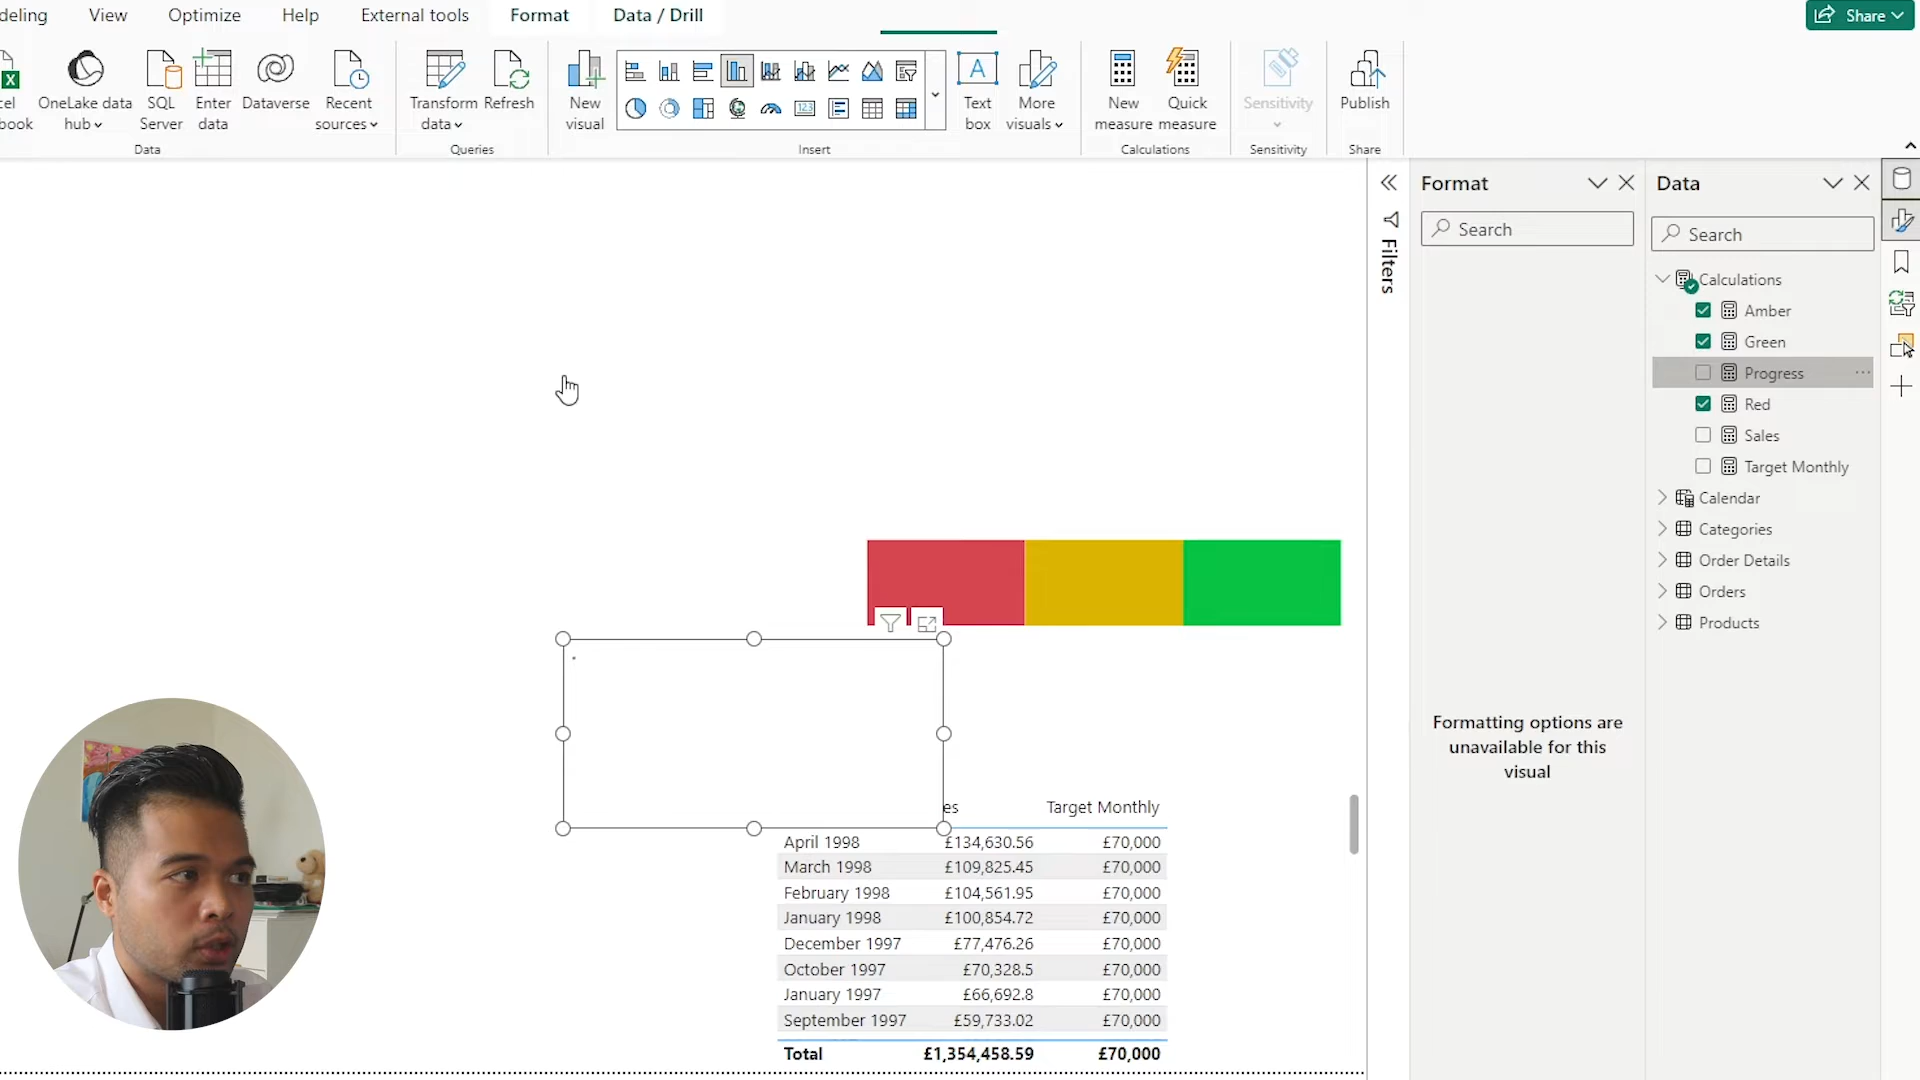 deling View Optimize Help External tools Format Data / Drill Share
cel book
OneLake data hub
SQL Server
Enter data
Dataverse
Recent sources
Transform data
Refresh
New visual
123
A
Text box
More visuals
New measure
Quick measure
Sensitivity
Publish
Data Queries Insert Calculations Sensitivity Share
Filters
Format
Search
Formatting options are
unavailable for this
visual
Data
Search
Calculations
Amber
Green
Progress ...
Red
Sales
Target Monthly
Calendar
Categories
Order Details
Orders
Products
es Target Monthly
April 1998 £134,630.56 £70,000
March 1998 £109,825.45 £70,000
February 1998 £104,561.95 £70,000
January 1998 £100,854.72 £70,000
December 1997 £77,476.26 £70,000
October 1997 £70,328.5 £70,000
January 1997 £66,692.8 £70,000
September 1997 £59,733.02 £70,000
Total £1,354,458.59 £70,000